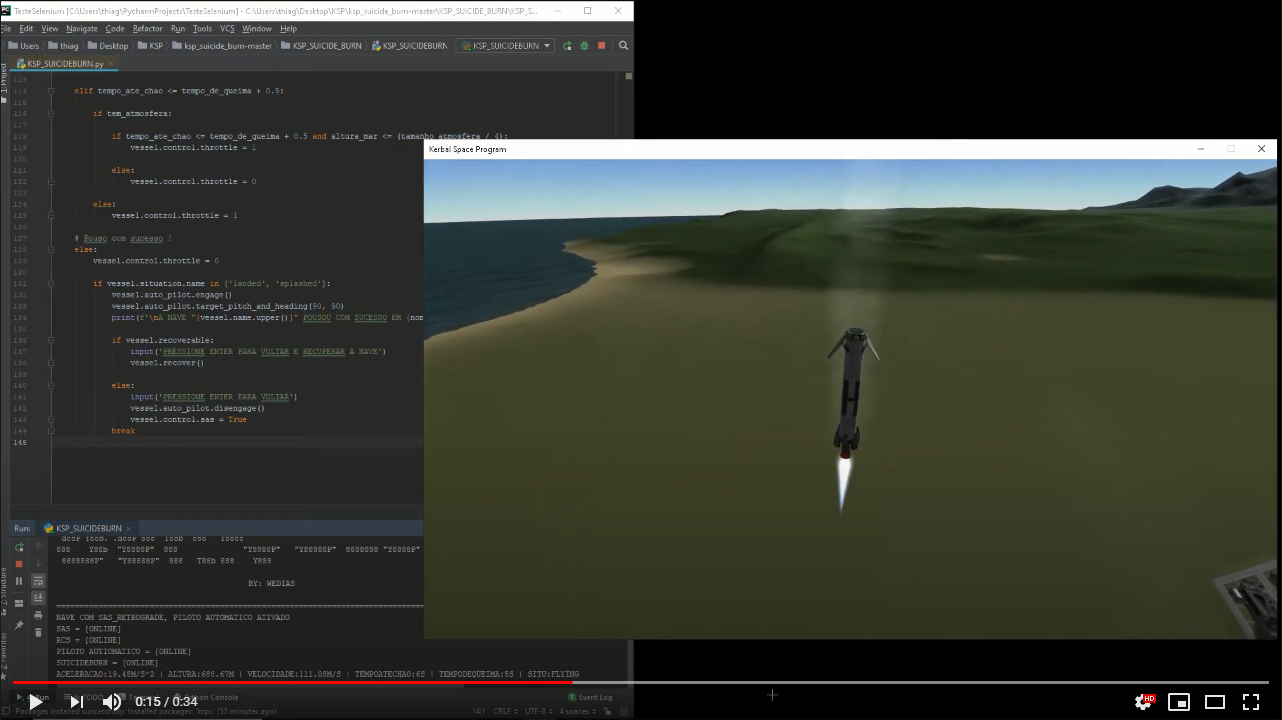 TesteSelenium [C:\Users\thiag\PycharmProjects\TesteSelenium] - C:\Users\thiag\Desktop\KSP\ksp_suicide_burn-master\KSP_SUICIDE_BURN\KSP_S...
File Edit View Navigate Code Refactor Run Tools VCS Window Help
Users thiag Desktop KSP ksp_suicide_burn-master KSP_SUICIDE_BURN KSP_SUICIDEBURN KSP_SUICIDEBURN
KSP_SUICIDEBURN.py
1: Project
113
114 elif tempo_ate_chao <= tempo_de_queima + 0.5:
115
116 if tem_atmosfera:
117
118 if tempo_ate_chao <= tempo_de_queima + 0.5 and altura_mar <= (tamanho_atmosfera / 4):
119 vessel.control.throttle = 1
120
121 else:
122 vessel.control.throttle = 0
123
124 else:
125 vessel.control.throttle = 1
126
127 # Pouso com sucesso !
128 else:
129 vessel.control.throttle = 0
130
131 if vessel.situation.name in ['landed', 'splashed']:
132 vessel.auto_pilot.engage()
133 vessel.auto_pilot.target_pitch_and_heading(90, 90)
134 print(f'\nA NAVE "{vessel.name.upper()}" POUSOU COM SUCESSO EM {nom
135
136 if vessel.recoverable:
137 input('PRESSIONE ENTER PARA VOLTAR E RECUPERAR A NAVE')
138 vessel.recover()
139
140 else:
141 input('PRESSIONE ENTER PARA VOLTAR')
142 vessel.auto_pilot.disengage()
143 vessel.control.sas = True
144 break
145
Kerbal Space Program
Run: KSP_SUICIDEBURN
888 Y88b "Y8888P" 888 "Y8888P" "Y88888P" 8888888 "Y8888P"
8888888P" "Y88888P" 888 T88b 888 Y888
BY: WEDIAS
NAVE COM SAS_RETROGRADE, PILOTO AUTOMATICO ATIVADO
SAS = [ONLINE]
RCS = [ONLINE]
PILOTO AUTIOMATICO = [ONLINE]
SUICIDEBURN = [ONLINE]
ACELERACAO:19.48M/S^2 | ALTURA:688.67M | VELOCIDADE:111.08M/S | TEMPOATECHAO:6S | TEMPODEQUEIMA:5S | SITU:FLYING
Z: Structure
2: Favorites
Run TODO Python Console Event Log
0:15 / 0:34
HD
Packages installed successfully: Installed packages: 'krpc' (55 minutes ago) 14:1 CRLF UTF-8 4 spaces